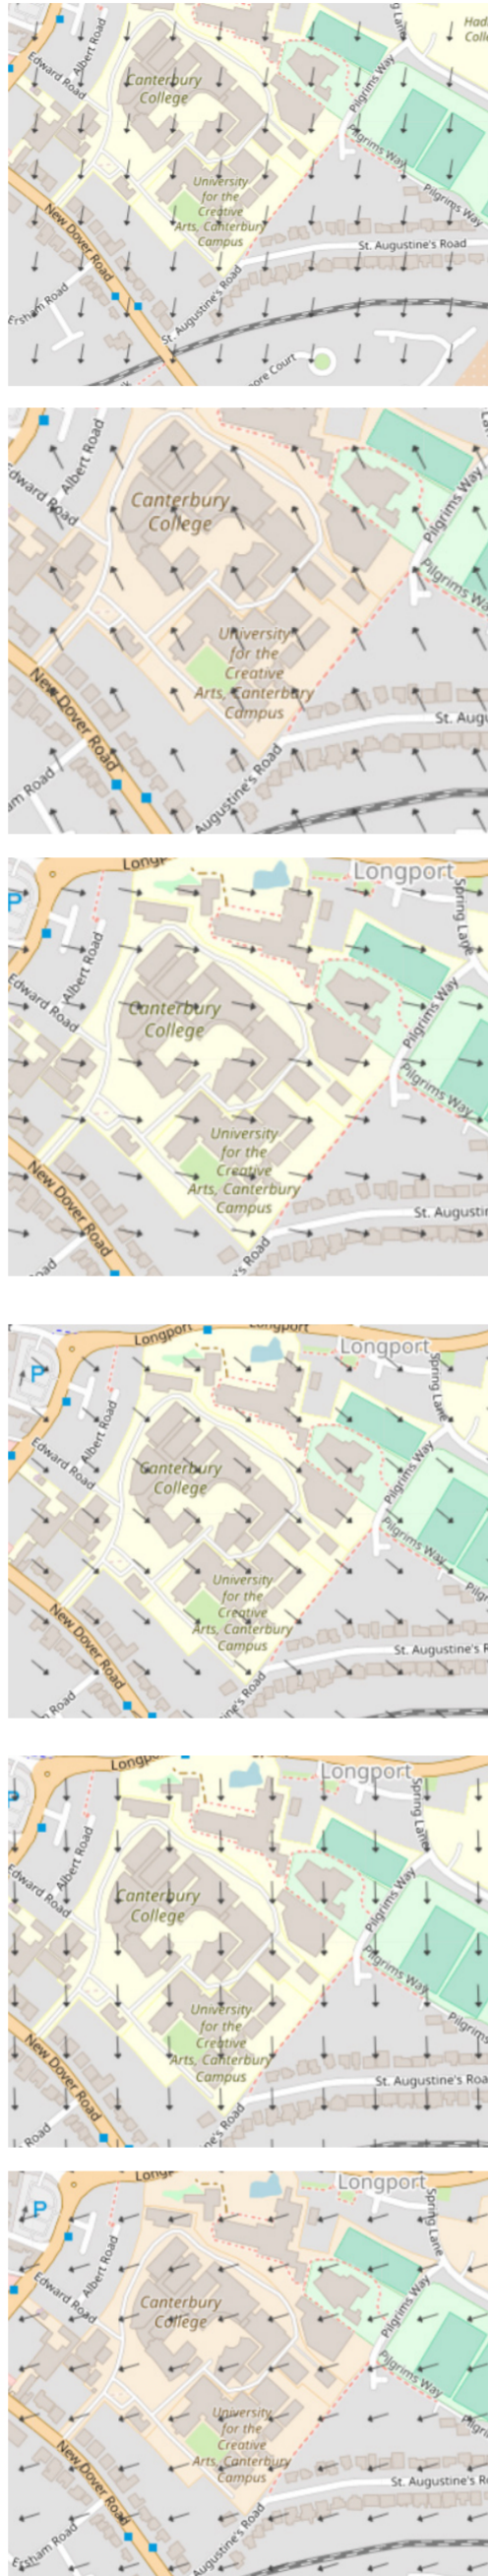 Albert Road
Edward Road
Canterbury
College
Pilgrims Way
Pilgrims Way
Pilgrims Way
University
for the
Creative
Arts, Canterbury
Campus
New Dover Road
St. Augustine's Road
St. Augustine's Road
Ersham Road
Albert Road
Edward Road
Canterbury
College
Pilgrims Way
University
for the
Creative
Arts, Canterbury
Campus
New Dover Road
Augustine's Road
Longport
P
Spring Lane
Albert Road
Edward Road
Canterbury
College
Pilgrims Way
Pilgrims Way
University
for the
Creative
Arts, Canterbury
Campus
New Dover Road
Longport
Longport
Longport
P
Spring Lane
Albert Road
Edward Road
Canterbury
College
Pilgrims Way
Pilgrims Way
University
for the
Creative
Arts, Canterbury
Campus
New Dover Road
St. Augustine's R
Longport
P
Spring Lane
Albert Road
Edward Road
Canterbury
College
Pilgrims Way
Pilgrims Way
Pilgrims
University
for the
Creative
Arts, Canterbury
Campus
New Dover Road
St. Augustine's Roa
Longport
P
Spring Lane
Albert Road
Edward Road
Canterbury
College
Pilgrims Way
Pilgrims Way
University
for the
Creative
Arts, Canterbury
Campus
New Dover Road
St. Augustine's R
Ersham Road
Augustine's Road